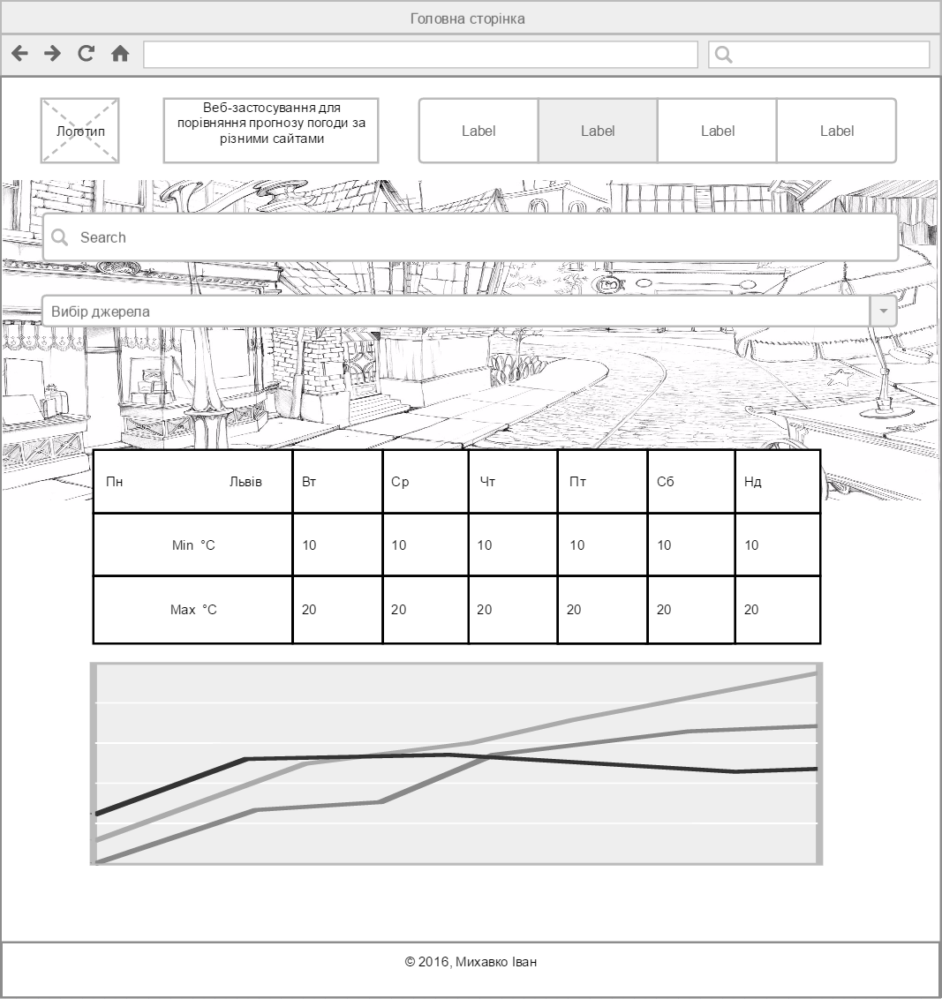 Головна сторінка
Логотип
Веб-застосування для
порівняння прогнозу погоди за
різними сайтами
Label
Label
Label
Label
Search
Вибір джерела
Пн Львів Вт Ср Чт Пт Сб Нд
Min °C 10 10 10 10 10 10
Max °C 20 20 20 20 20 20
© 2016, Михавко Іван